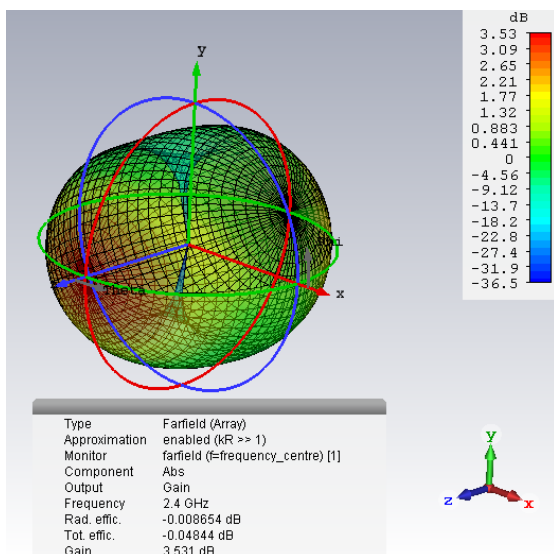 dB
3.53
3.09
2.65
2.21
1.77
1.32
0.883
0.441
0
-4.56
-9.12
-13.7
-18.2
-22.8
-27.4
-31.9
-36.5
y
x
Type Farfield (Array)
Approximation enabled (kR >> 1)
Monitor farfield (f=frequency_centre) [1]
Component Abs
Output Gain
Frequency 2.4 GHz
Rad. effic. -0.008654 dB
Tot. effic. -0.04844 dB
Gain 3.531 dB
y
z
x